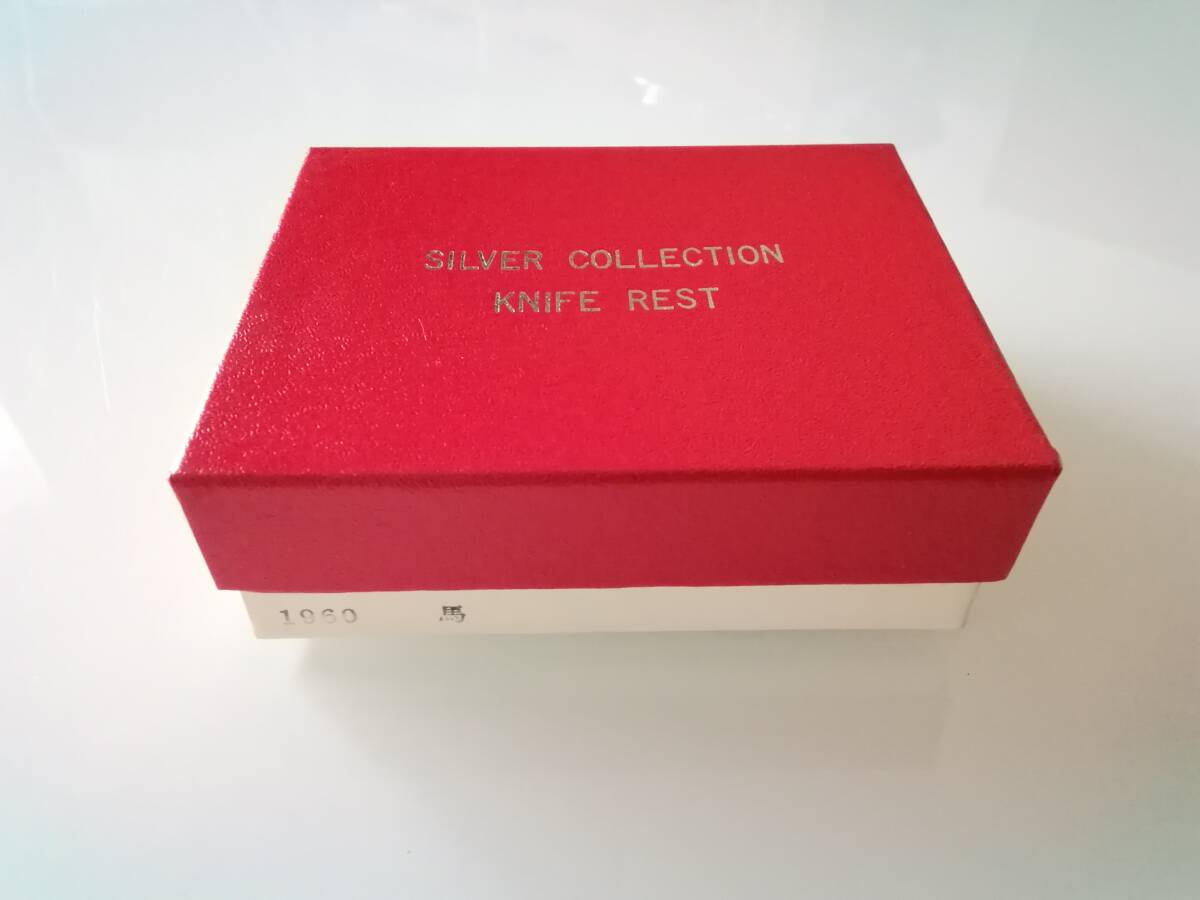 SILVER COLLECTION
KNIFE REST
1960 馬